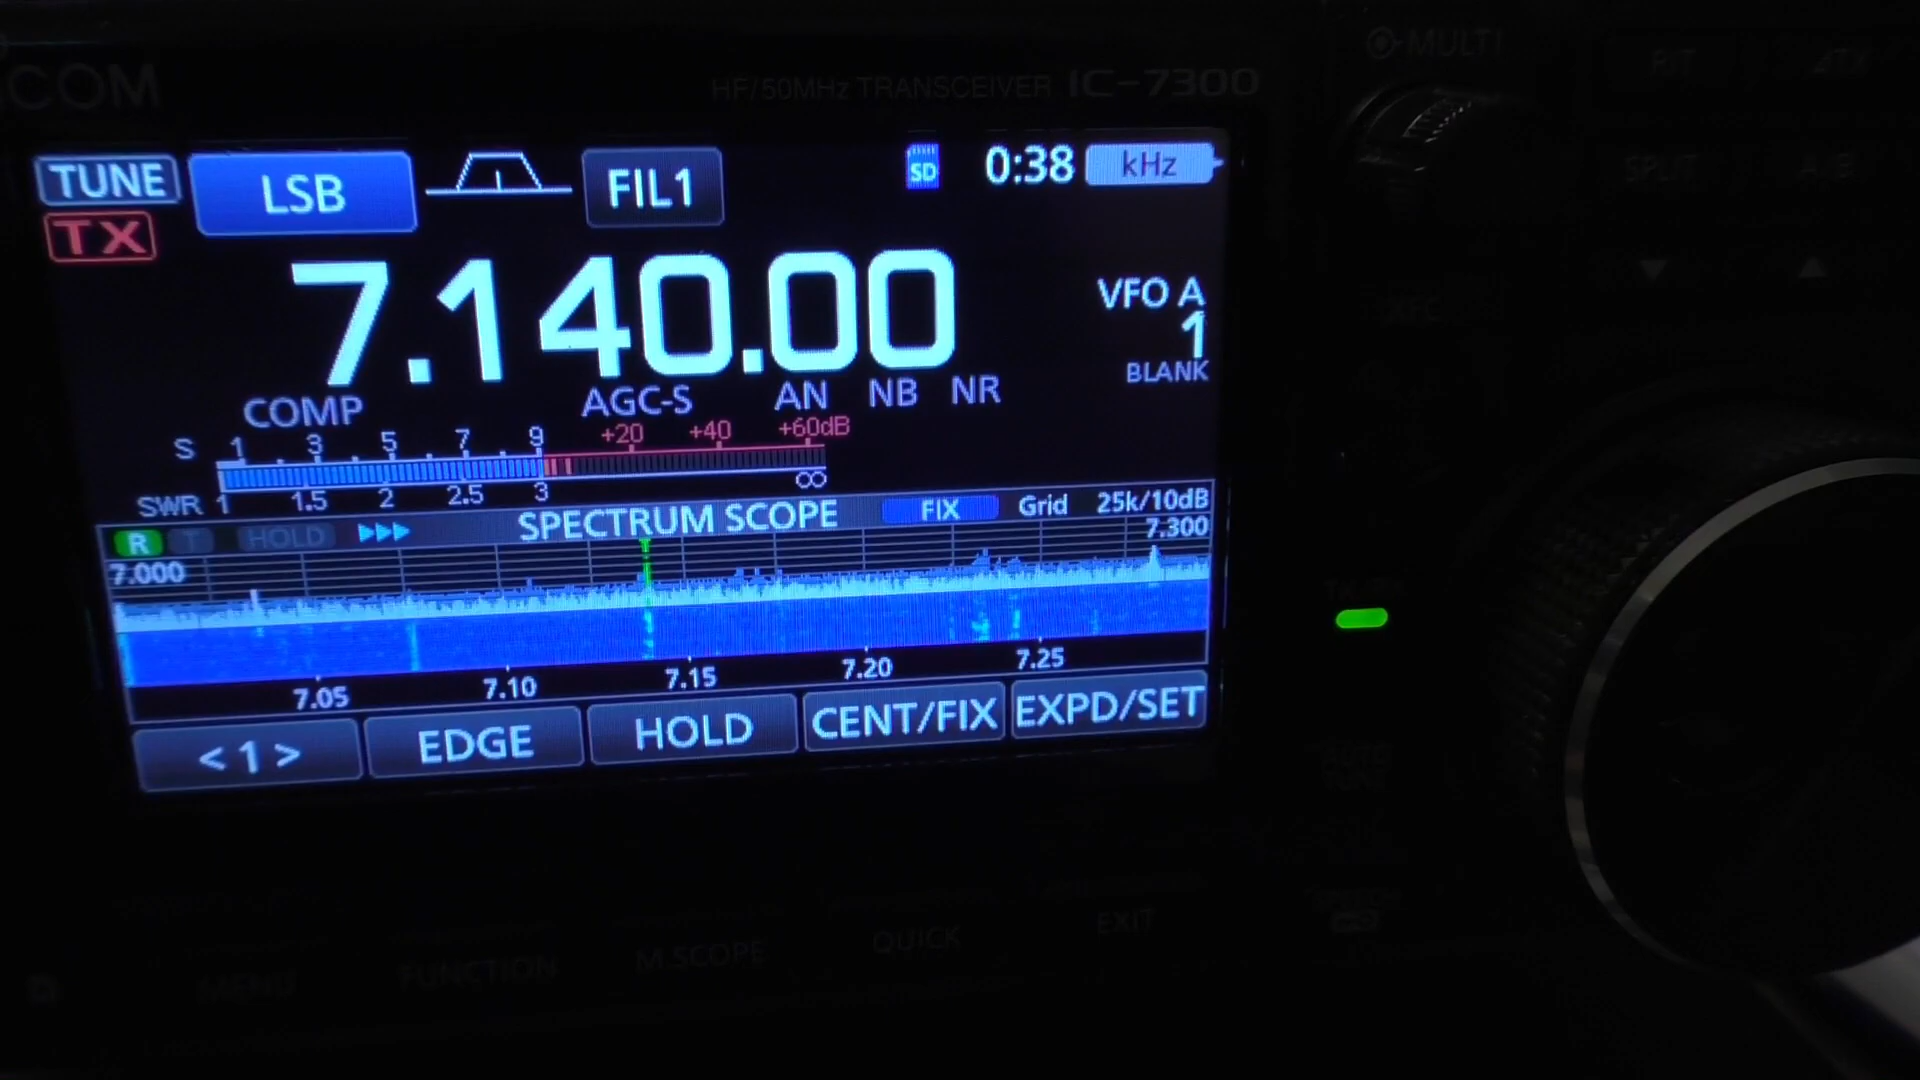 COM
HF/50MHz TRANSCEIVER IC-7300
MULTI
TUNE LSB FIL1 SD 0:38 kHz
TX
7.140.00
VFO A
1
BLANK
COMP AGC-S AN NB NR
S 1 3 5 7 9 +20 +40 +60dB
SWR 1 1.5 2 2.5 3 ∞
R T HOLD SPECTRUM SCOPE FIX Grid 25k/10dB
7.000 7.300
7.05 7.10 7.15 7.20 7.25
< 1 > EDGE HOLD CENT/FIX EXPD/SET
MENU FUNCTION M.SCOPE QUICK EXIT